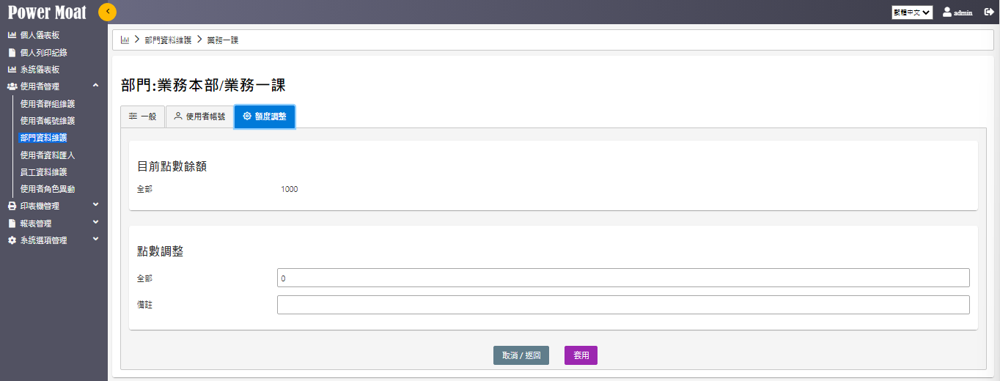 Power Moat
繁體中文
admin
個人儀表板
個人列印紀錄
系統儀表板
使用者管理
使用者群組維護
使用者帳號維護
部門資料維護
使用者資料匯入
員工資料維護
使用者角色異動
印表機管理
報表管理
系統選項管理
部門資料維護 業務一課
部門:業務本部/業務一課
一般 使用者帳號 額度調整
目前點數餘額
全部 1000
點數調整
全部 0
備註
取消 / 返回 套用